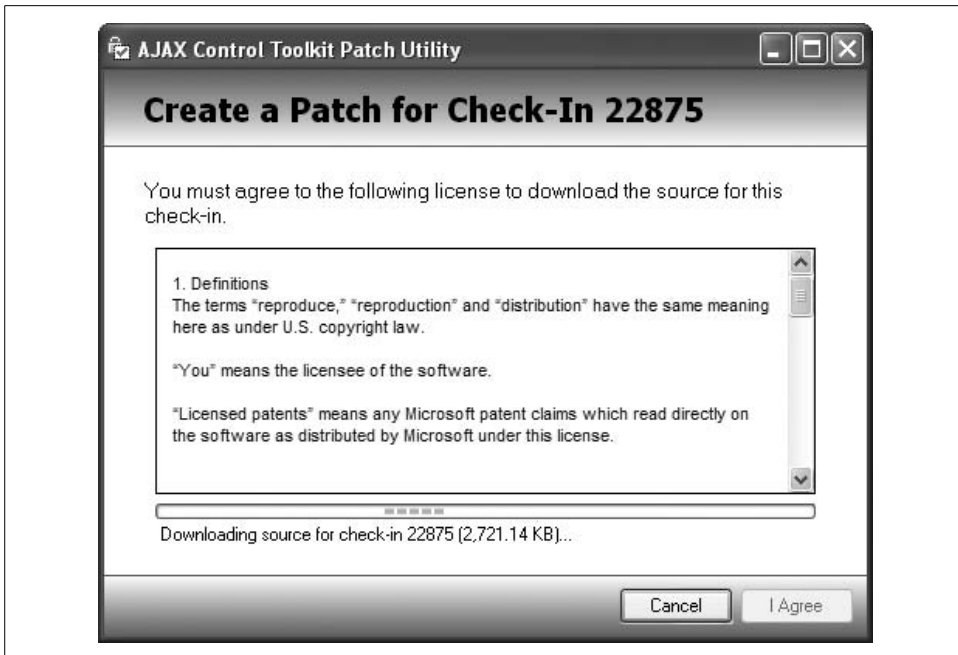 AJAX Control Toolkit Patch Utility
Create a Patch for Check-In 22875
You must agree to the following license to download the source for this
check-in.
1. Definitions
The terms “reproduce,” “reproduction” and “distribution” have the same meaning
here as under U.S. copyright law.
“You” means the licensee of the software.
“Licensed patents” means any Microsoft patent claims which read directly on
the software as distributed by Microsoft under this license.
Downloading source for check-in 22875 (2,721.14 KB)...
Cancel
I Agree